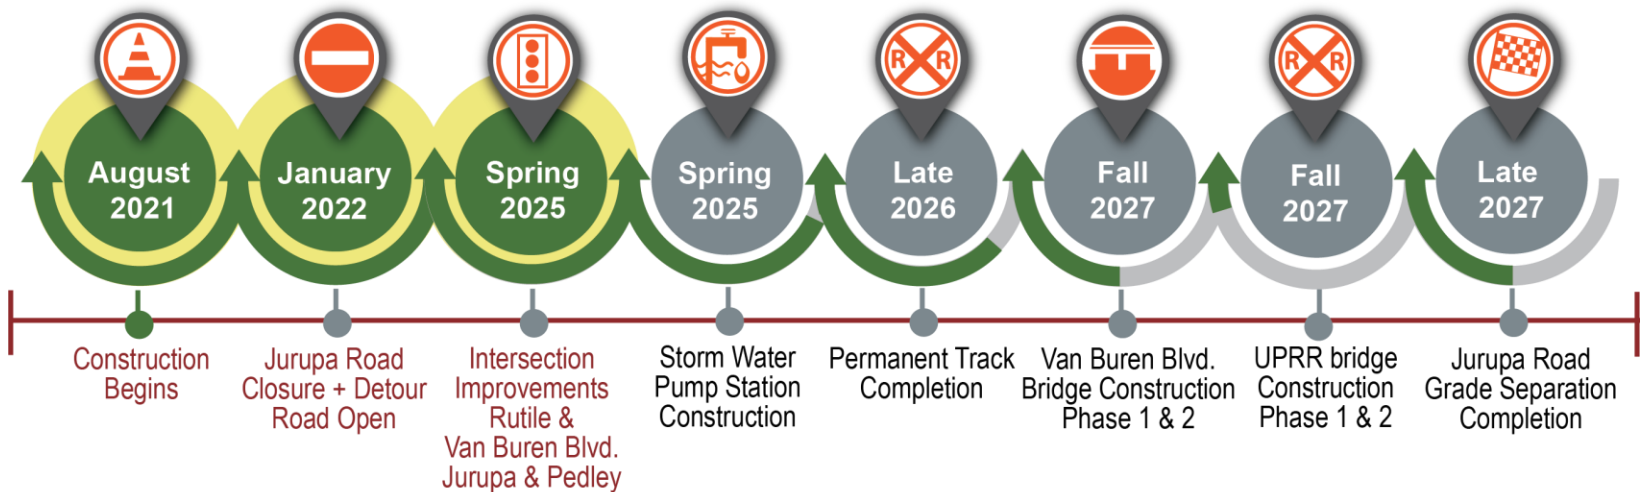 R R
R R
August
2021
January
2022
Spring
2025
Spring
2025
Late
2026
Fall
2027
Fall
2027
Late
2027
Construction
Begins
Jurupa Road
Closure + Detour
Road Open
Intersection
Improvements
Rutile &
Van Buren Blvd.
Jurupa & Pedley
Storm Water
Pump Station
Construction
Permanent Track
Completion
Van Buren Blvd.
Bridge Construction
Phase 1 & 2
UPRR bridge
Construction
Phase 1 & 2
Jurupa Road
Grade Separation
Completion